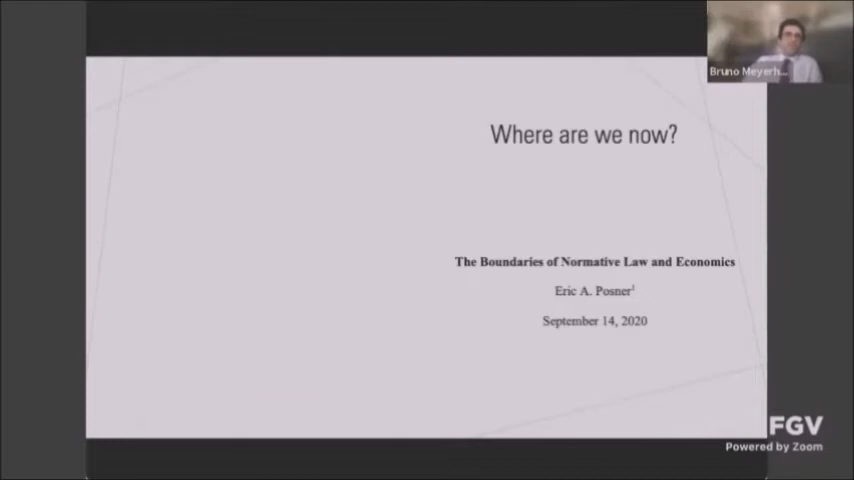 Bruno Meyerh...
Where are we now?
The Boundaries of Normative Law and Economics
Eric A. Posner¹
September 14, 2020
FGV
Powered by Zoom